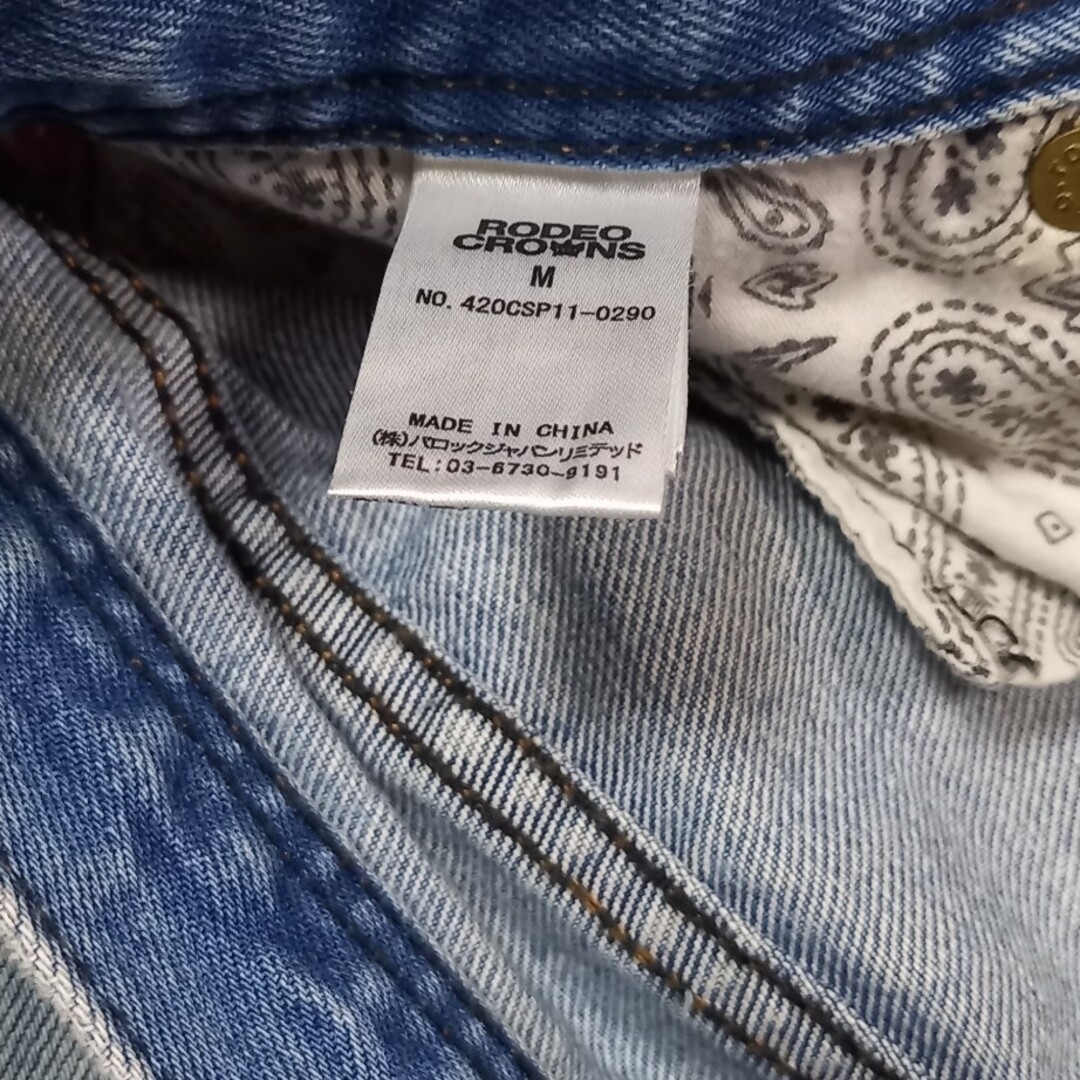 RODEO
CROWNS
M
NO. 420CSP11-0290
MADE IN CHINA
(株)バロックジャパンリミテッド
TEL:03-6730-9191